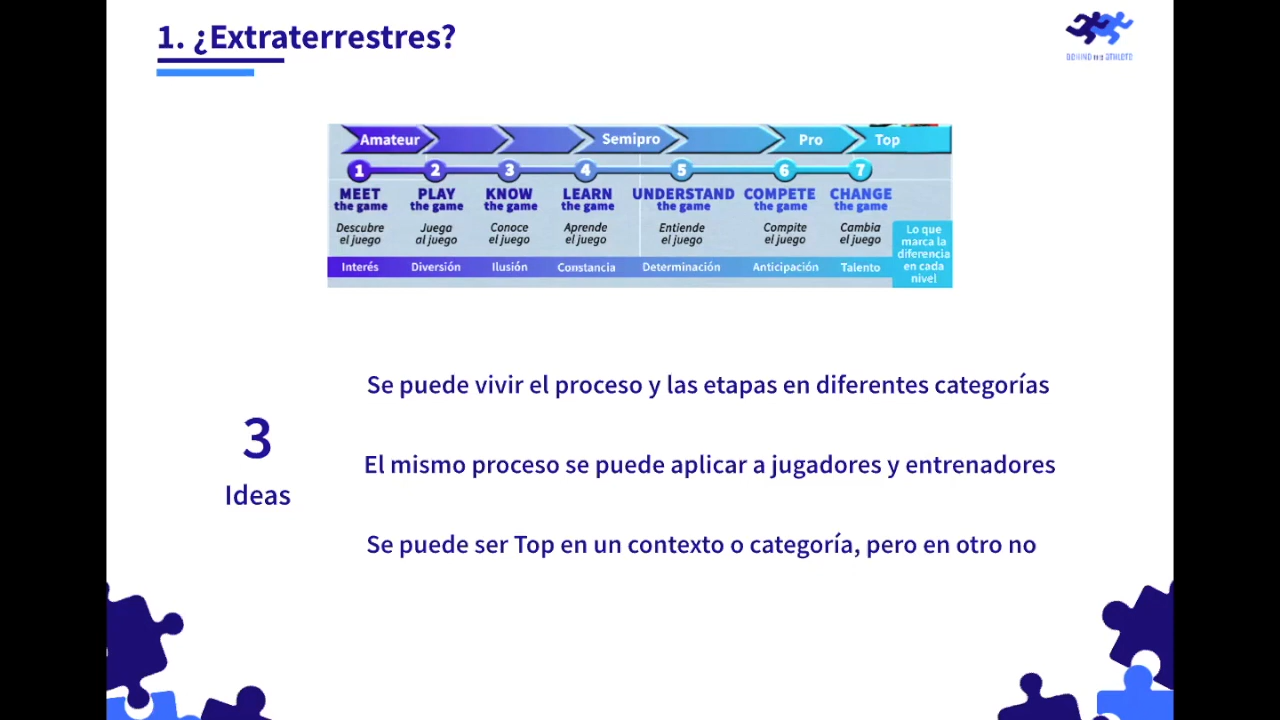 1. ¿Extraterrestres?
BEHIND THE ATHLETE
Amateur Semipro Pro Top
1 2 3 4 5 6 7
MEET PLAY KNOW LEARN UNDERSTAND COMPETE CHANGE
the game the game the game the game the game the game the game
Descubre Juega Conoce Aprende Entiende Compite Cambia
el juego al juego el juego el juego el juego el juego el juego
Interés Diversión Ilusión Constancia Determinación Anticipación Talento
Lo que
marca la
diferencia
en cada
nivel
Se puede vivir el proceso y las etapas en diferentes categorías
3
Ideas
El mismo proceso se puede aplicar a jugadores y entrenadores
Se puede ser Top en un contexto o categoría, pero en otro no